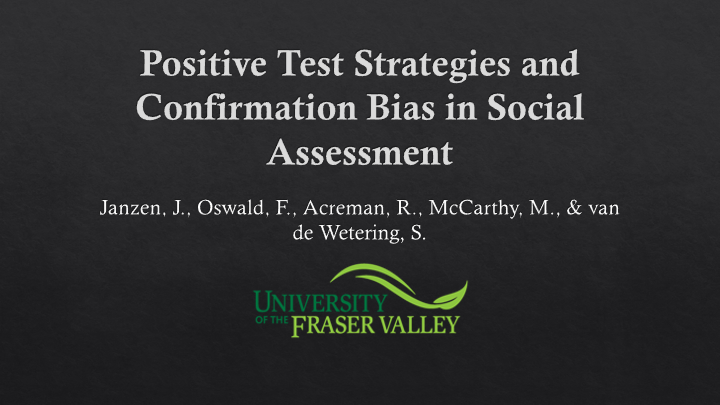 Positive Test Strategies and
Confirmation Bias in Social
Assessment
Janzen, J., Oswald, F., Acreman, R., McCarthy, M., & van
de Wetering, S.
UNIVERSITY
OF THE FRASER VALLEY